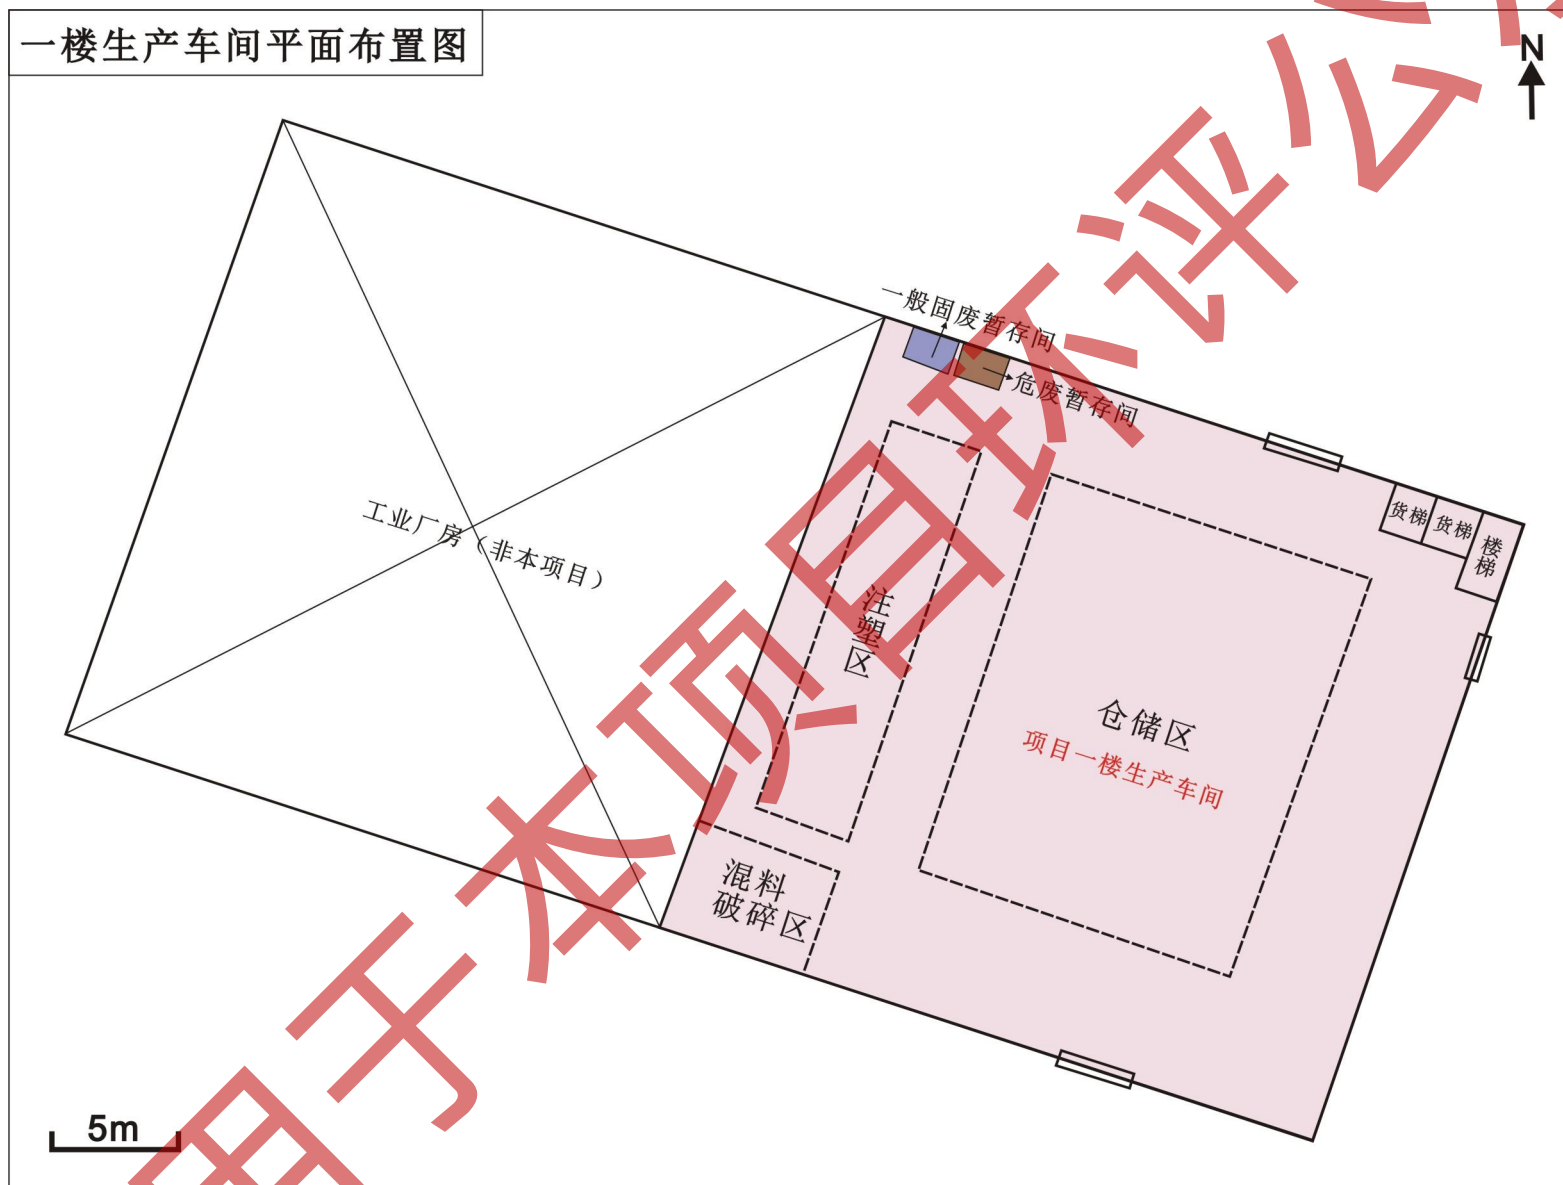 一楼生产车间平面布置图
N
一般固废暂存间
危废暂存间
货梯
货梯
楼梯
工业厂房（非本项目）
注塑区
仓储区
项目一楼生产车间
混料
破碎区
5m
用于本项目环评公